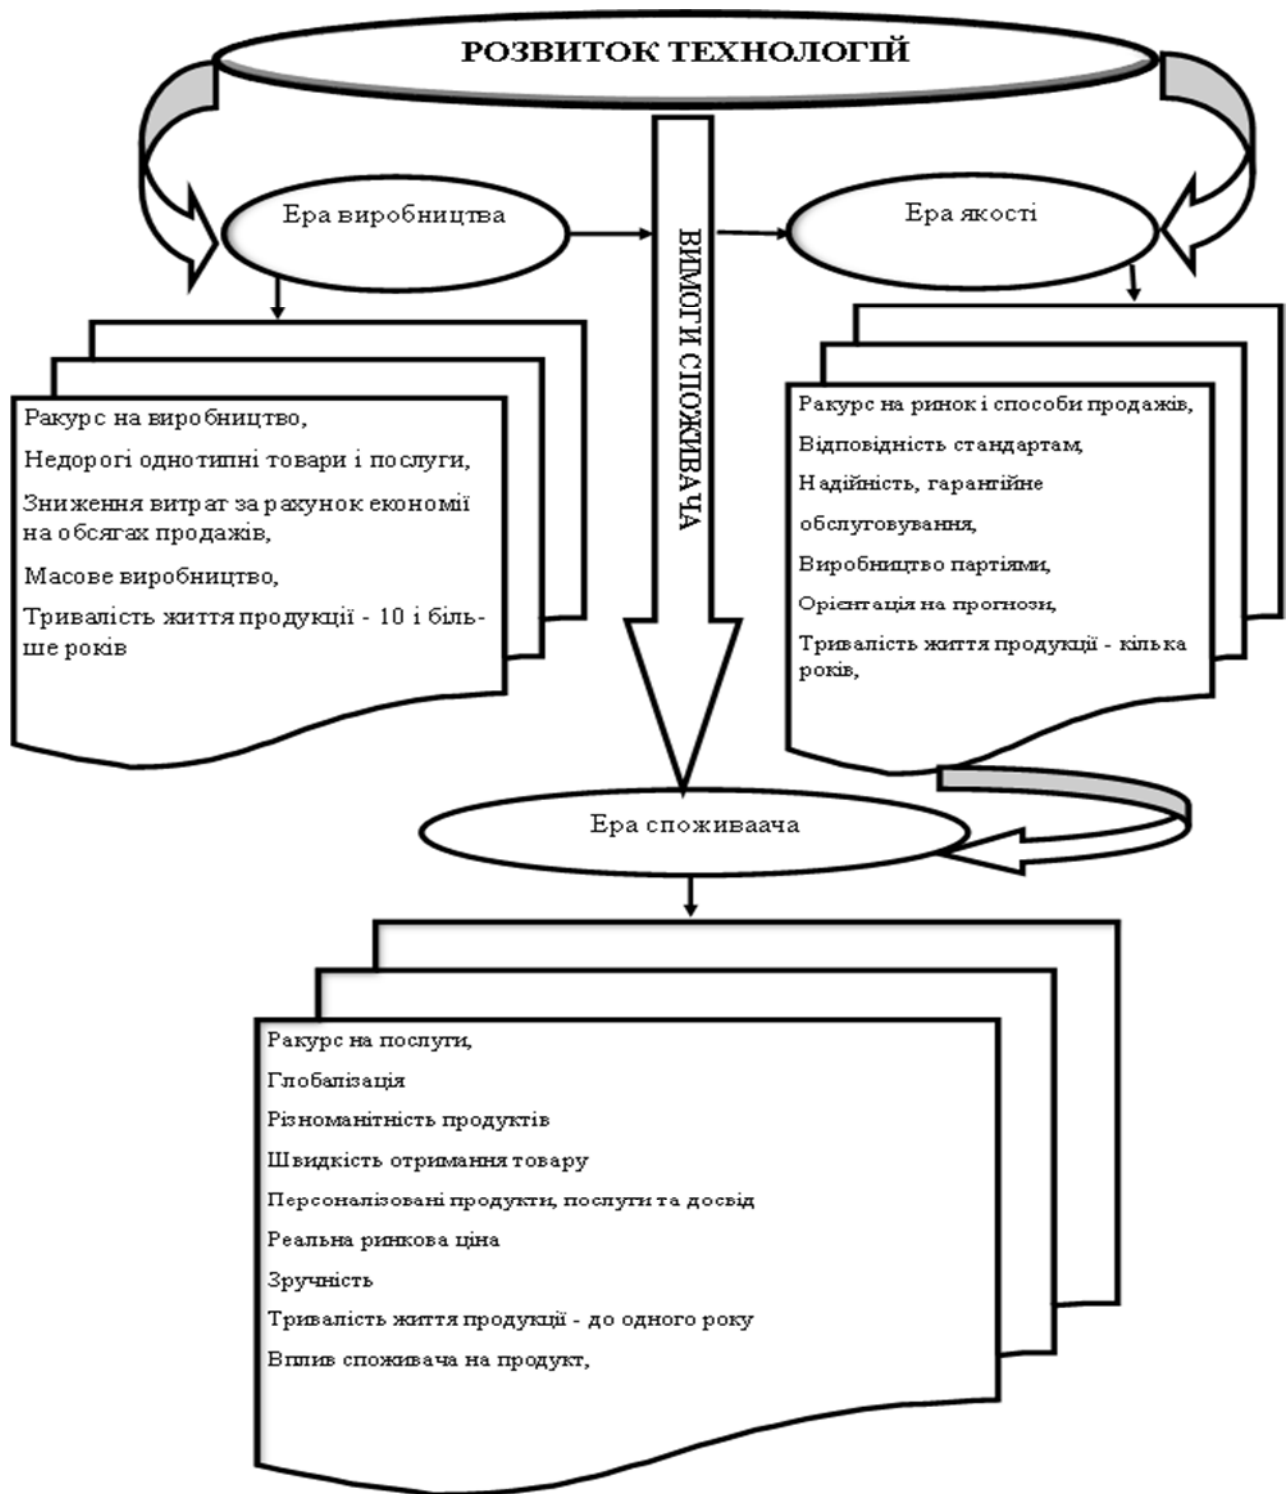 РОЗВИТОК ТЕХНОЛОГІЙ
Ера виробництва
Ера якості
ВИМОГИ СПОЖИВАЧА
Ракурс на виробництво,
Недорогі однотипні товари і послуги,
Зниження витрат за рахунок економії
на обсягах продажів,
Масове виробництво,
Тривалість життя продукції - 10 і біль-
ше років
Ракурс на ринок і способи продажів,
Відповідність стандартам,
Надійність, гарантійне
обслуговування,
Виробництво партіями,
Орієнтація на прогнози,
Тривалість життя продукції - кілька
років,
Ера споживаача
Ракурс на послуги,
Глобалізація
Різноманітність продуктів
Швидкість отримання товару
Персоналізовані продукти, послуги та досвід
Реальна ринкова ціна
Зручність
Тривалість життя продукції - до одного року
Вплив споживача на продукт,